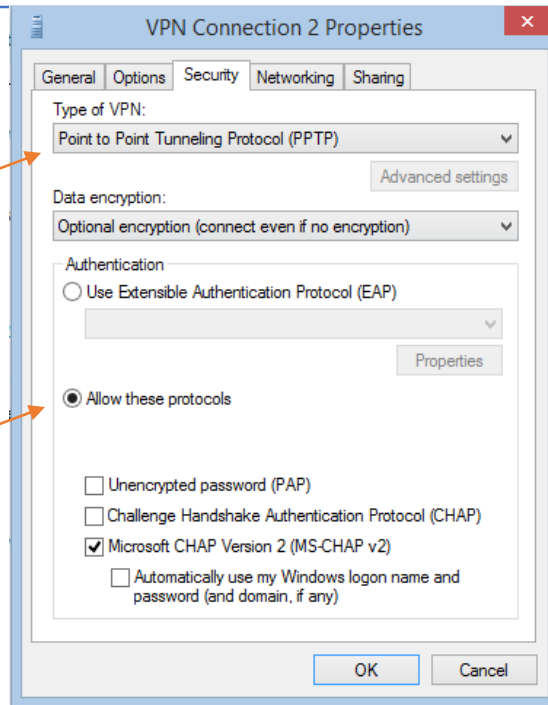 VPN Connection 2 Properties
General Options Security Networking Sharing
Type of VPN:
Point to Point Tunneling Protocol (PPTP)
Advanced settings
Data encryption:
Optional encryption (connect even if no encryption)
Authentication
Use Extensible Authentication Protocol (EAP)
Properties
Allow these protocols
Unencrypted password (PAP)
Challenge Handshake Authentication Protocol (CHAP)
Microsoft CHAP Version 2 (MS-CHAP v2)
Automatically use my Windows logon name and
password (and domain, if any)
OK Cancel